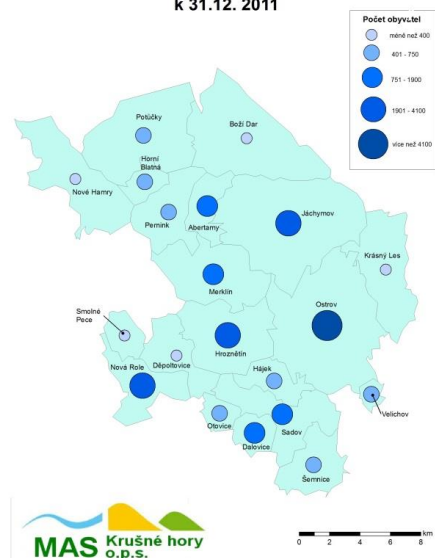 k 31.12. 2011
Počet obyvatel
méně než 400
401 - 750
751 - 1900
1901 - 4100
více než 4100
Potůčky
Boží Dar
Horní
Blatná
Nové Hamry
Pernink
Abertamy
Jáchymov
Krásný Les
Merklín
Smolné
Pece
Ostrov
Hroznětín
Nová Role
Děpoltovice
Hájek
Velichov
Otovice
Sadov
Dalovice
Šemnice
MAS Krušné hory
o.p.s.
km
0 2 4 6 8